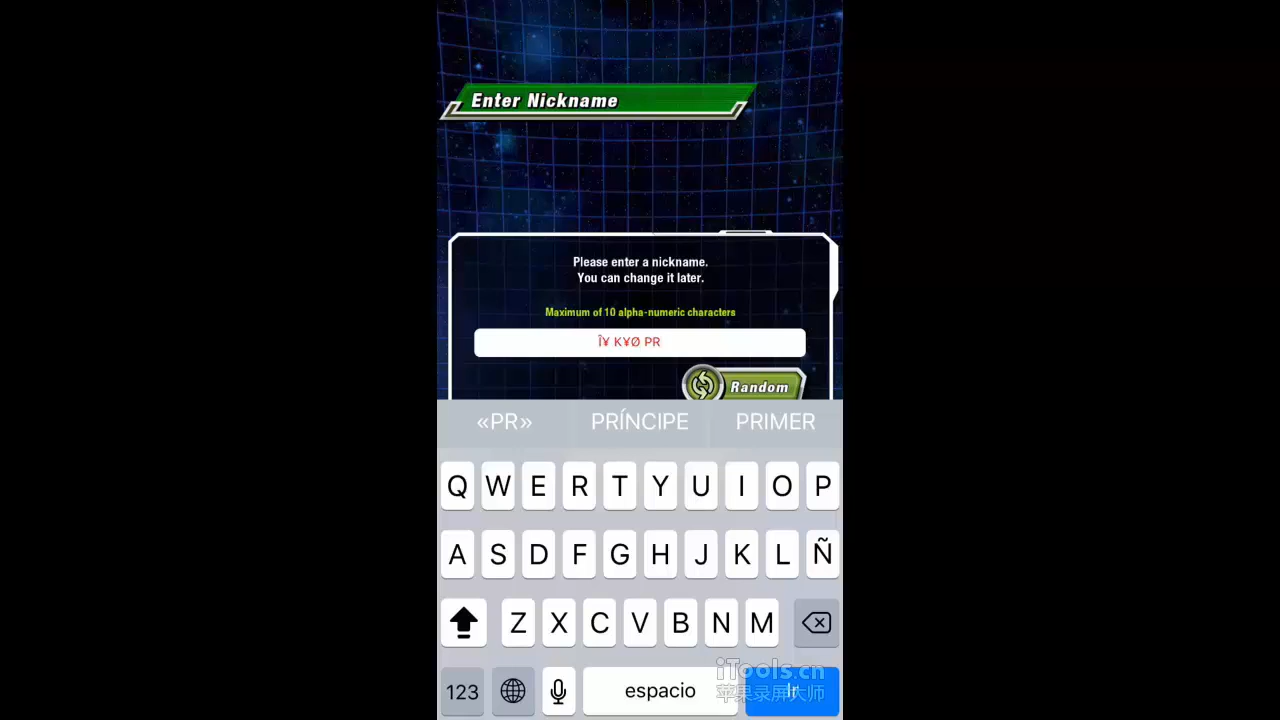 Enter Nickname
Please enter a nickname.
You can change it later.
Maximum of 10 alpha-numeric characters
Î¥ K¥Ø PR
Random
«PR» PRÍNCIPE PRIMER
Q W E R T Y U I O P
A S D F G H J K L Ñ
Z X C V B N M
123 espacio Ir
iTools.cn
苹果录屏大师